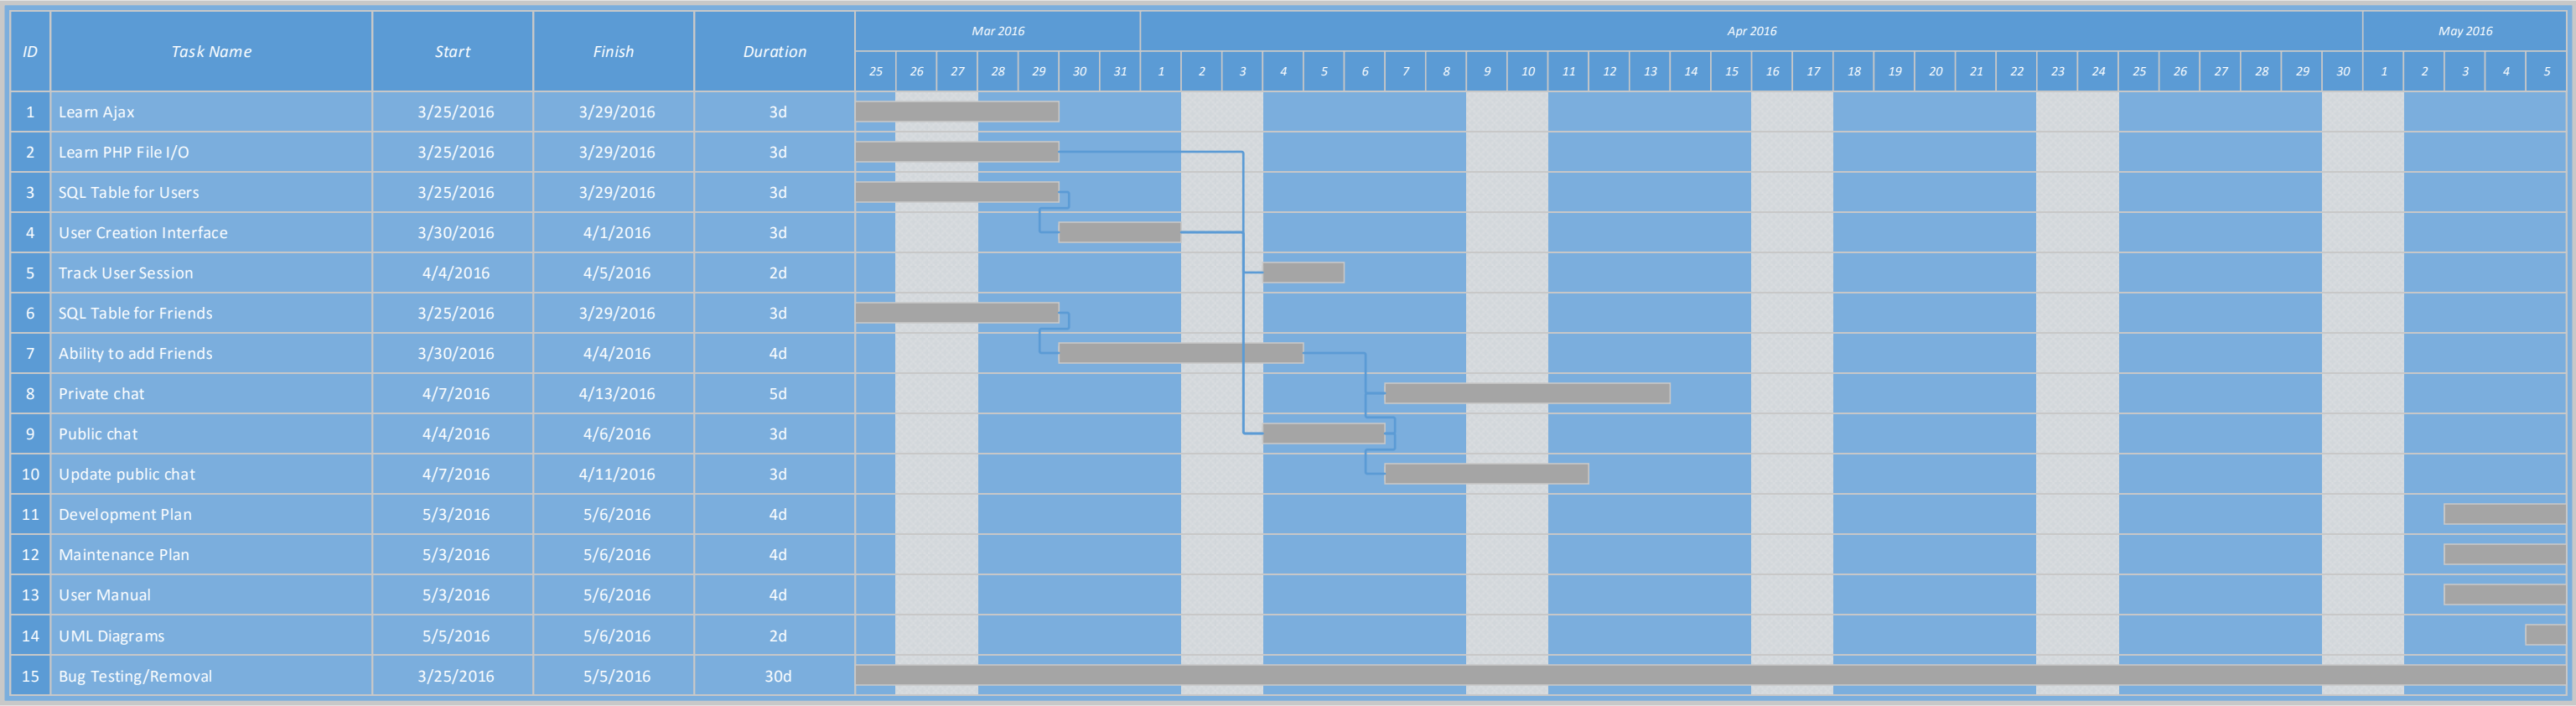 ID Task Name Start Finish Duration Mar 2016 Apr 2016 May 2016
25 26 27 28 29 30 31 1 2 3 4 5 6 7 8 9 10 11 12 13 14 15 16 17 18 19 20 21 22 23 24 25 26 27 28 29 30 1 2 3 4 5
1 Learn Ajax 3/25/2016 3/29/2016 3d
2 Learn PHP File I/O 3/25/2016 3/29/2016 3d
3 SQL Table for Users 3/25/2016 3/29/2016 3d
4 User Creation Interface 3/30/2016 4/1/2016 3d
5 Track User Session 4/4/2016 4/5/2016 2d
6 SQL Table for Friends 3/25/2016 3/29/2016 3d
7 Ability to add Friends 3/30/2016 4/4/2016 4d
8 Private chat 4/7/2016 4/13/2016 5d
9 Public chat 4/4/2016 4/6/2016 3d
10 Update public chat 4/7/2016 4/11/2016 3d
11 Development Plan 5/3/2016 5/6/2016 4d
12 Maintenance Plan 5/3/2016 5/6/2016 4d
13 User Manual 5/3/2016 5/6/2016 4d
14 UML Diagrams 5/5/2016 5/6/2016 2d
15 Bug Testing/Removal 3/25/2016 5/5/2016 30d